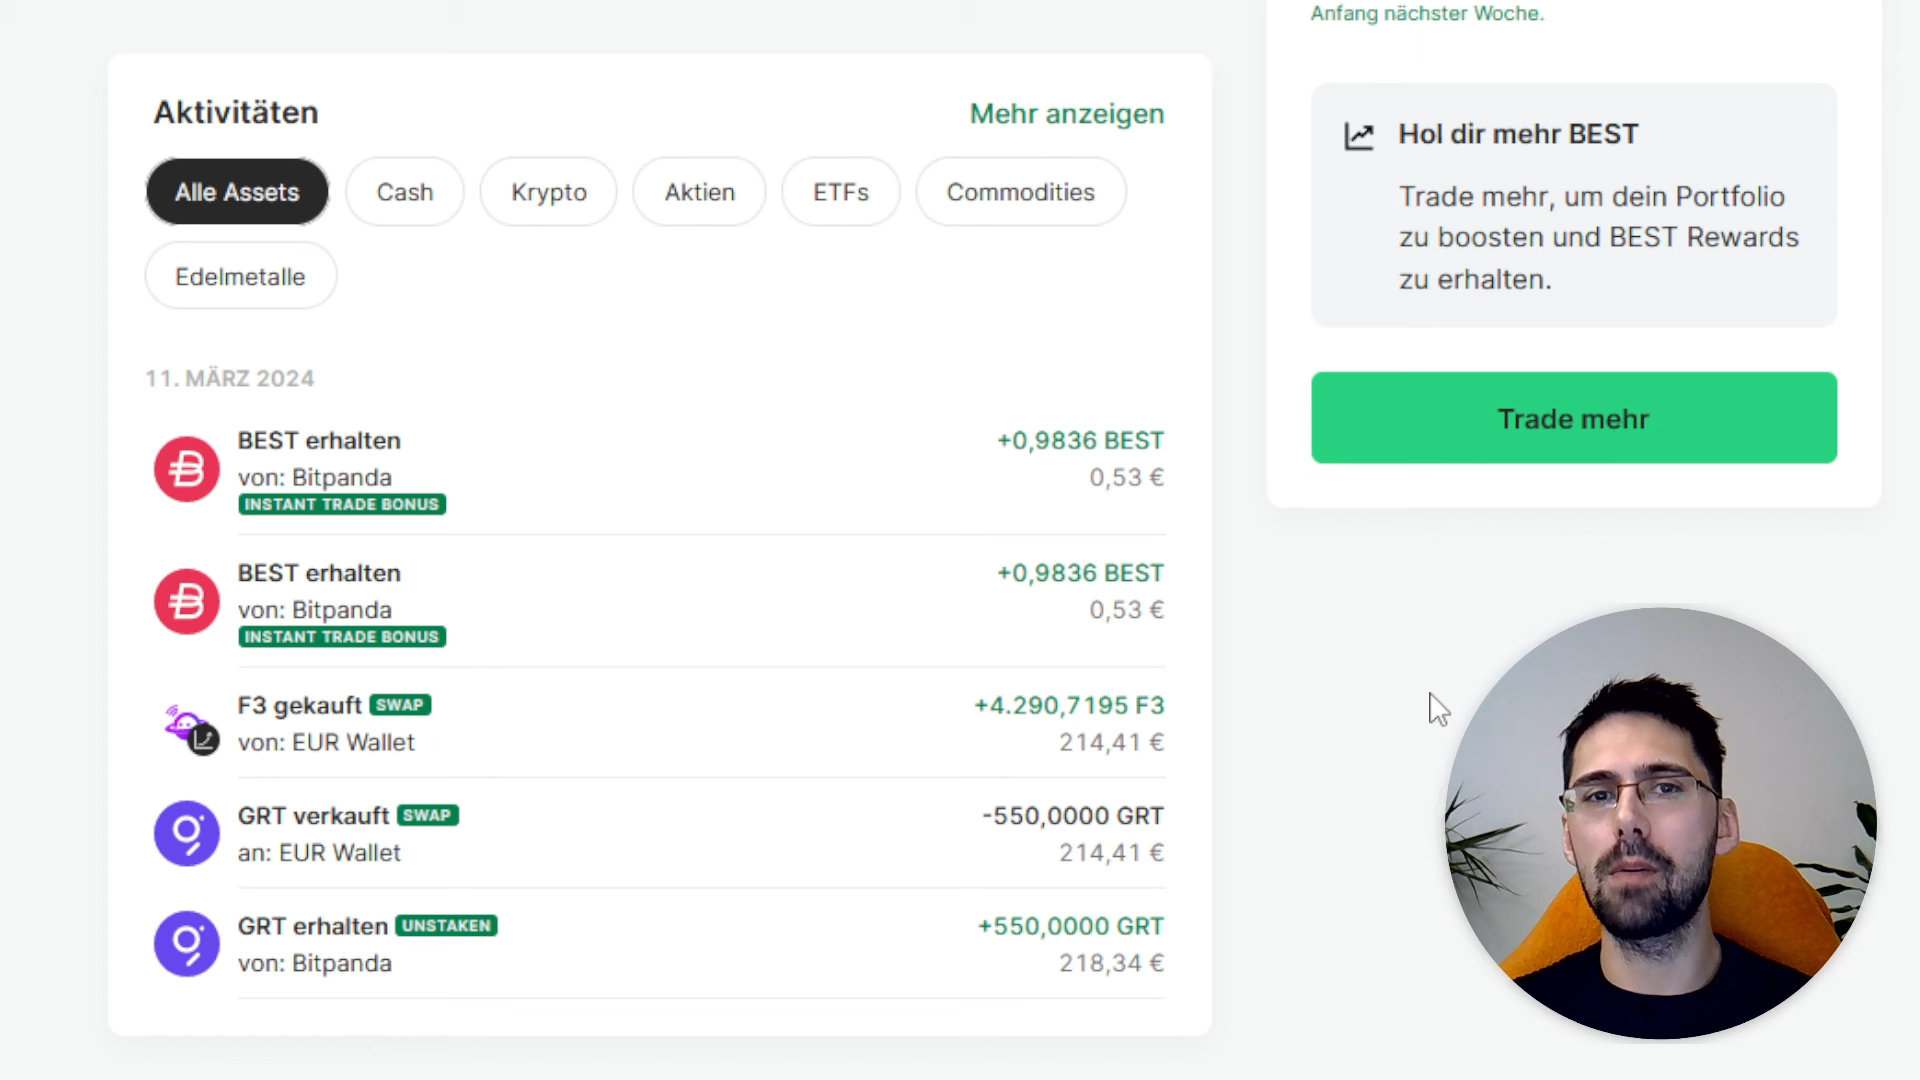 Anfang nächster Woche.
Aktivitäten
Mehr anzeigen
Alle Assets
Cash
Krypto
Aktien
ETFs
Commodities
Edelmetalle
11. MÄRZ 2024
BEST erhalten
+0,9836 BEST
von: Bitpanda
0,53 €
INSTANT TRADE BONUS
BEST erhalten
+0,9836 BEST
von: Bitpanda
0,53 €
INSTANT TRADE BONUS
F3 gekauft SWAP
+4.290,7195 F3
von: EUR Wallet
214,41 €
GRT verkauft SWAP
-550,0000 GRT
an: EUR Wallet
214,41 €
GRT erhalten UNSTAKEN
+550,0000 GRT
von: Bitpanda
218,34 €
Hol dir mehr BEST
Trade mehr, um dein Portfolio
zu boosten und BEST Rewards
zu erhalten.
Trade mehr